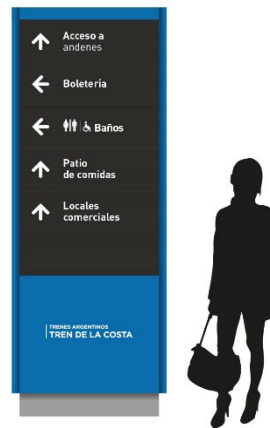 Acceso a
andenes
Boletería
Baños
Patio
de comidas
Locales
comerciales
TRENES ARGENTINOS
TREN DE LA COSTA